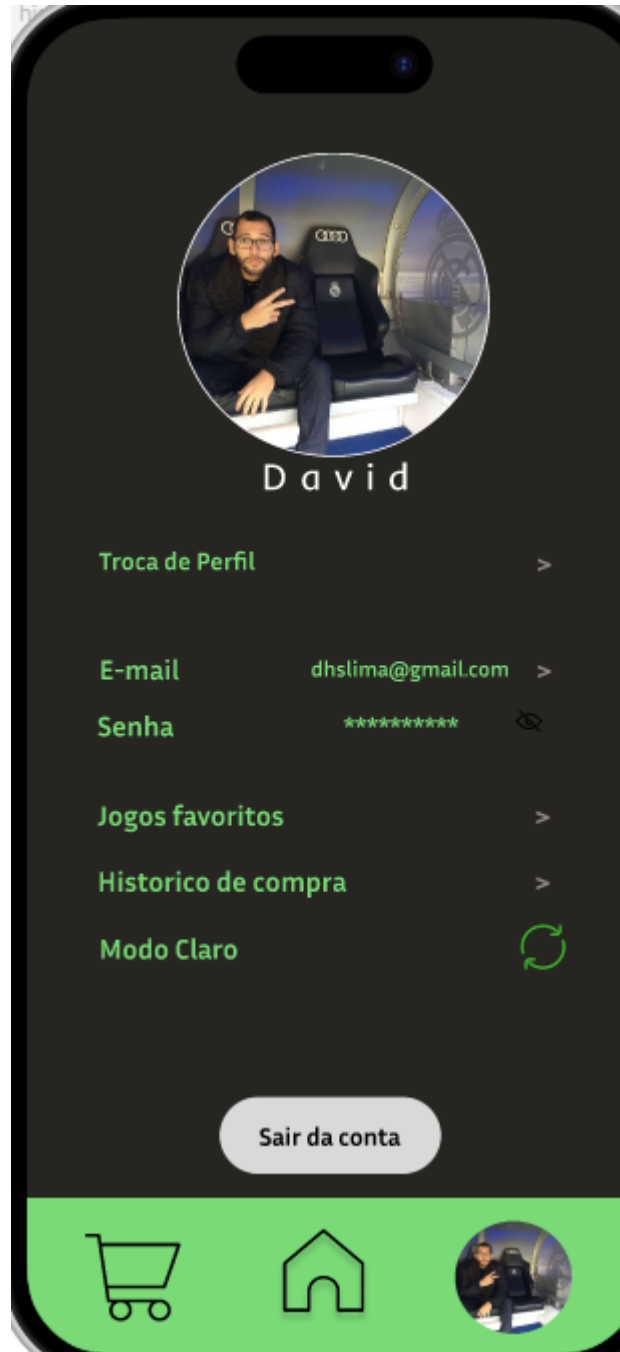 David
Troca de Perfil >
E-mail dhslima@gmail.com >
Senha **********
Jogos favoritos >
Historico de compra >
Modo Claro
Sair da conta